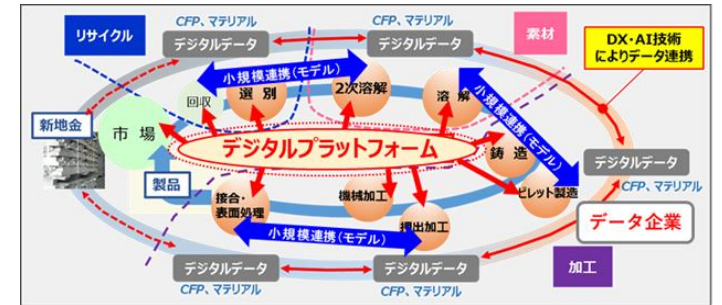 CFP、マテリアル
CFP、マテリアル
リサイクル
デジタルデータ
デジタルデータ
素材
DX・AI技術
によりデータ連携
小規模連携(モデル)
回収
選別
2次溶解
溶解
小規模連携(モデル)
新地金
市場
デジタルプラットフォーム
鋳造
デジタルデータ
CFP、マテリアル
製品
接合・
表面処理
機械加工
押出加工
ビレット製造
データ企業
小規模連携(モデル)
デジタルデータ
デジタルデータ
加工
CFP、マテリアル
CFP、マテリアル